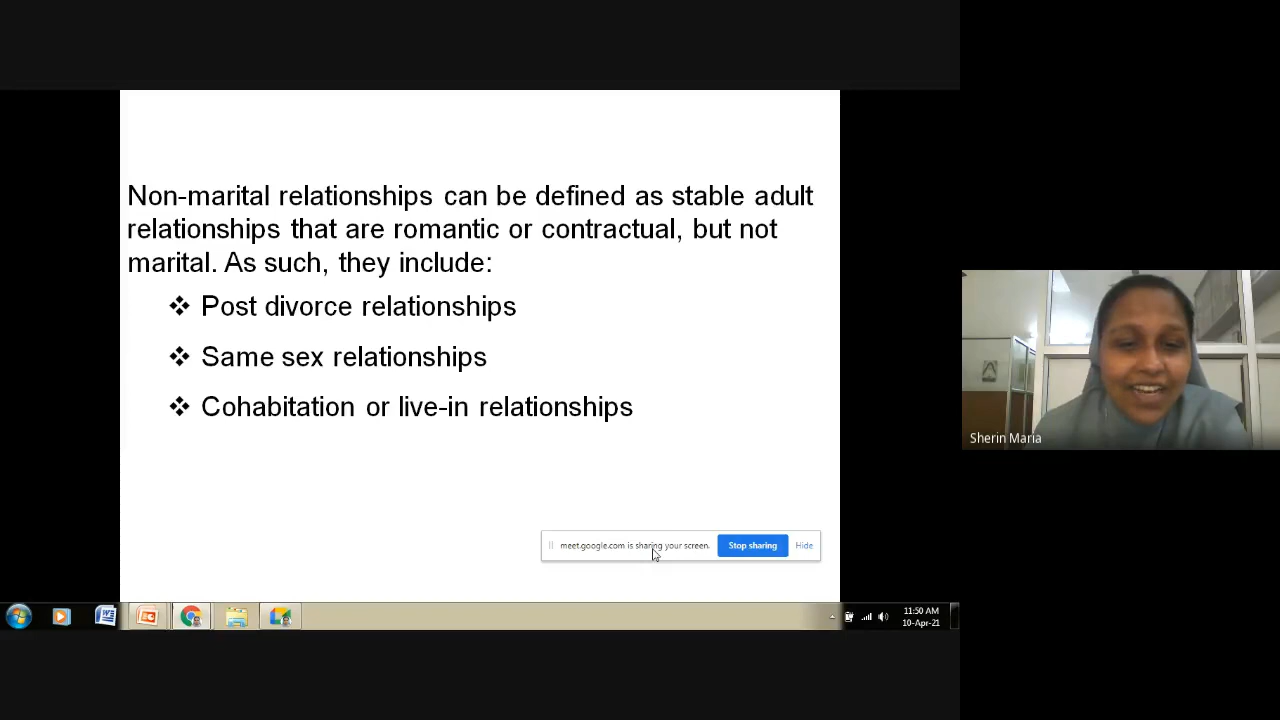 Non-marital relationships can be defined as stable adult
relationships that are romantic or contractual, but not
marital. As such, they include:
❖ Post divorce relationships
❖ Same sex relationships
❖ Cohabitation or live-in relationships
Sherin Maria
meet.google.com is sharing your screen. Stop sharing Hide
11:50 AM
10-Apr-21